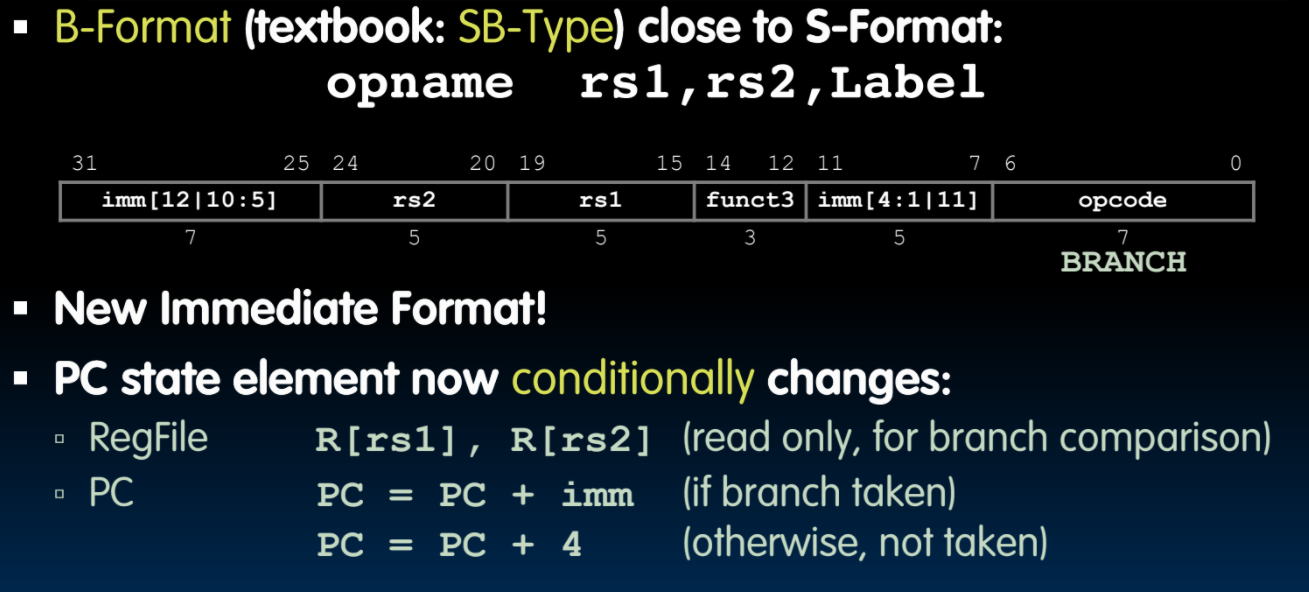 ▪ B-Format (textbook: SB-Type) close to S-Format:
opname rs1,rs2,Label
31 25 24 20 19 15 14 12 11 7 6 0
imm[12|10:5] rs2 rs1 funct3 imm[4:1|11] opcode
7 5 5 3 5 7
BRANCH
▪ New Immediate Format!
▪ PC state element now conditionally changes:
▫ RegFile R[rs1], R[rs2] (read only, for branch comparison)
▫ PC PC = PC + imm (if branch taken)
PC = PC + 4 (otherwise, not taken)